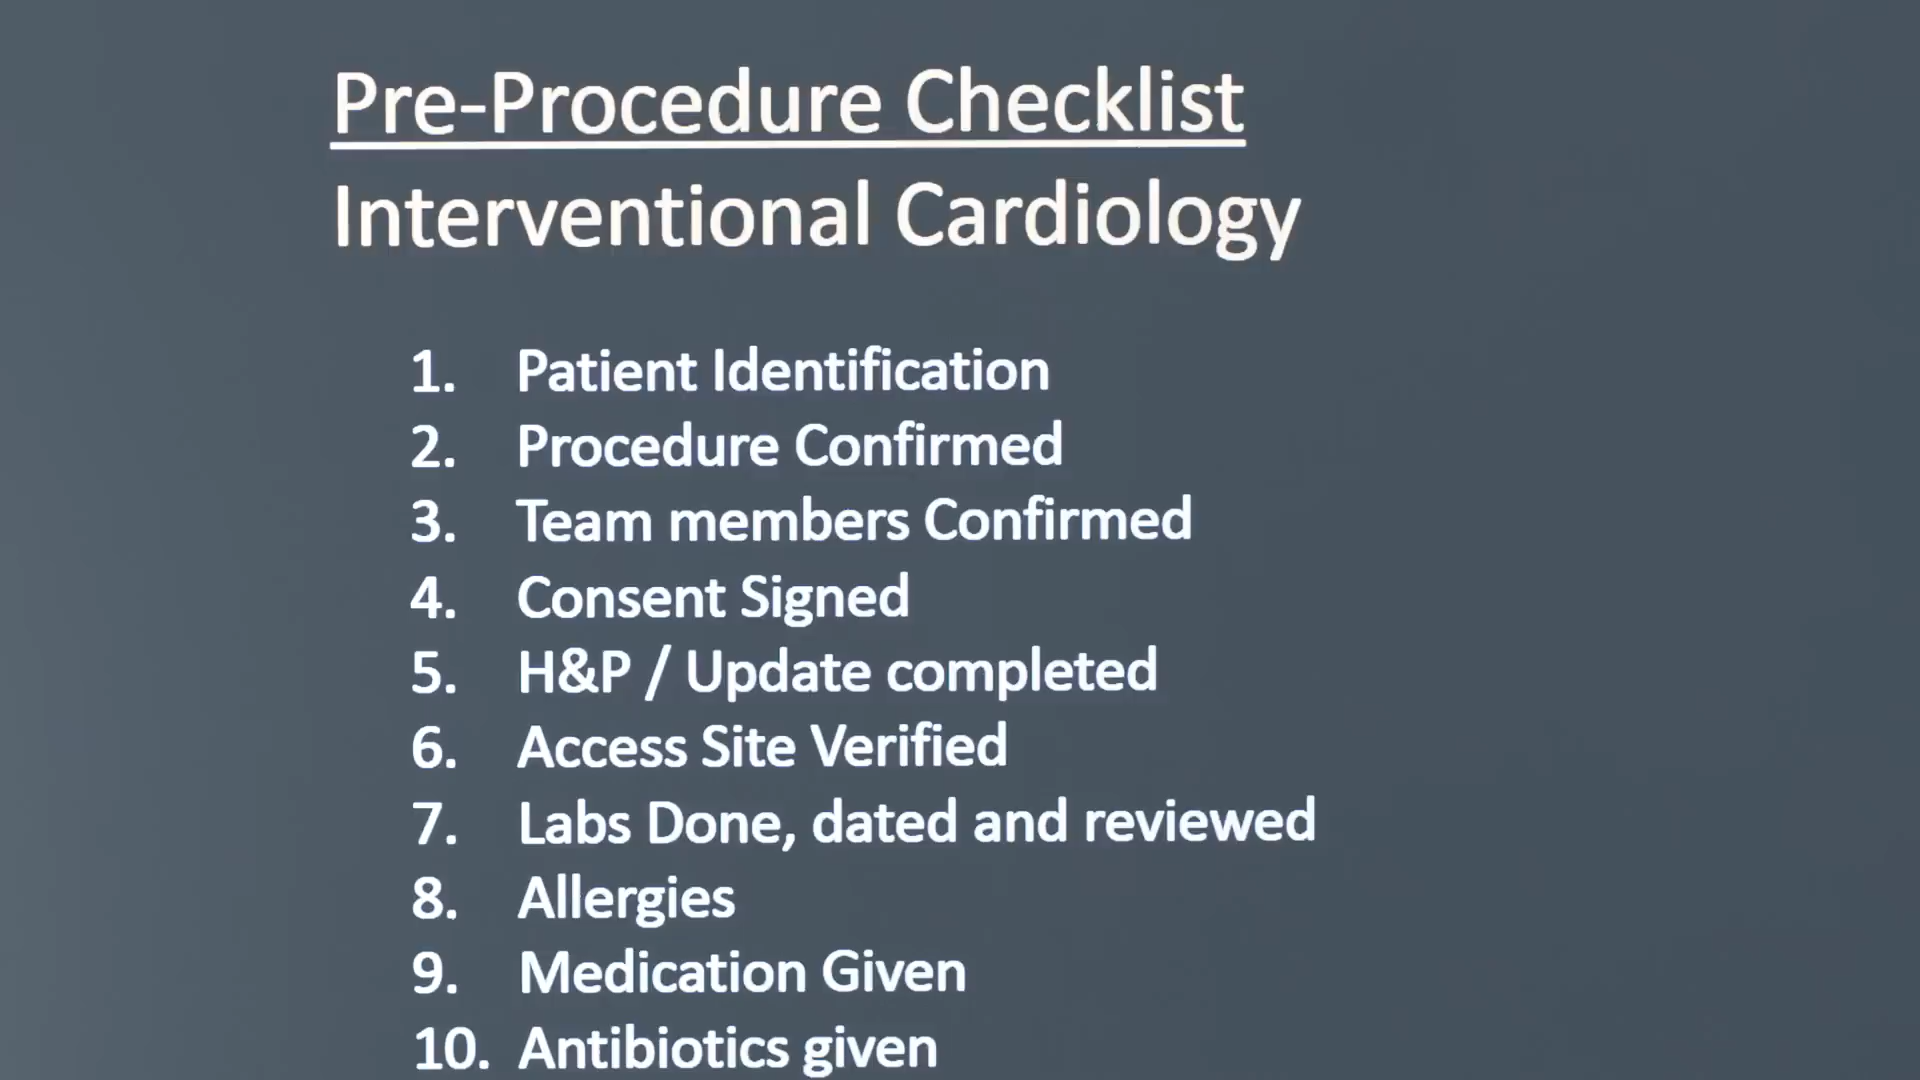 Pre-Procedure Checklist
Interventional Cardiology
1. Patient Identification
2. Procedure Confirmed
3. Team members Confirmed
4. Consent Signed
5. H&P / Update completed
6. Access Site Verified
7. Labs Done, dated and reviewed
8. Allergies
9. Medication Given
10. Antibiotics given